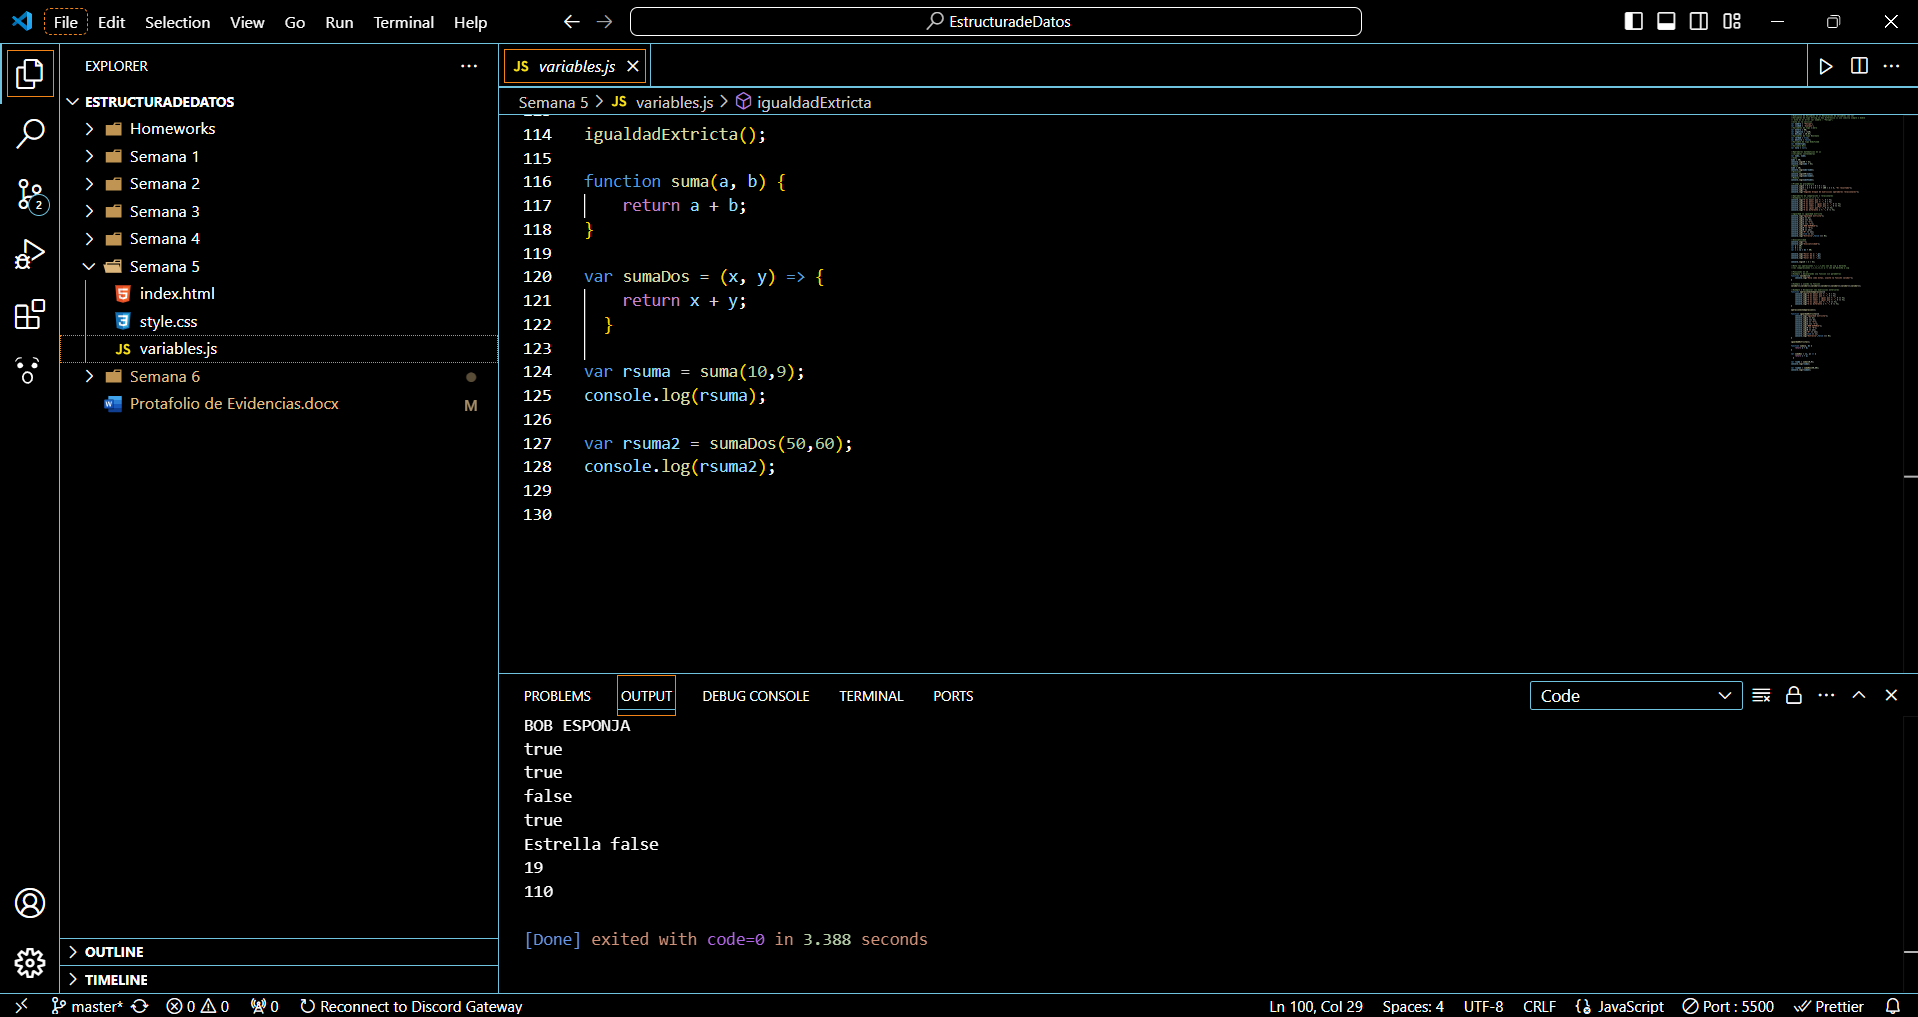 File Edit Selection View Go Run Terminal Help
EstructuradeDatos
EXPLORER
ESTRUCTURADEDATOS
Homeworks
Semana 1
Semana 2
Semana 3
Semana 4
Semana 5
index.html
style.css
JS variables.js
Semana 6
Protafolio de Evidencias.docx M
2
OUTLINE
TIMELINE
JS variables.js
Semana 5 > JS variables.js > igualdadExtricta
114 igualdadExtricta();
115
116 function suma(a, b) {
117 return a + b;
118 }
119
120 var sumaDos = (x, y) => {
121 return x + y;
122 }
123
124 var rsuma = suma(10,9);
125 console.log(rsuma);
126
127 var rsuma2 = sumaDos(50,60);
128 console.log(rsuma2);
129
130
PROBLEMS OUTPUT DEBUG CONSOLE TERMINAL PORTS
Code
BOB ESPONJA
true
true
false
true
Estrella false
19
110
[Done] exited with code=0 in 3.388 seconds
master* 0 0 0 Reconnect to Discord Gateway
Ln 100, Col 29 Spaces: 4 UTF-8 CRLF JavaScript Port : 5500 Prettier